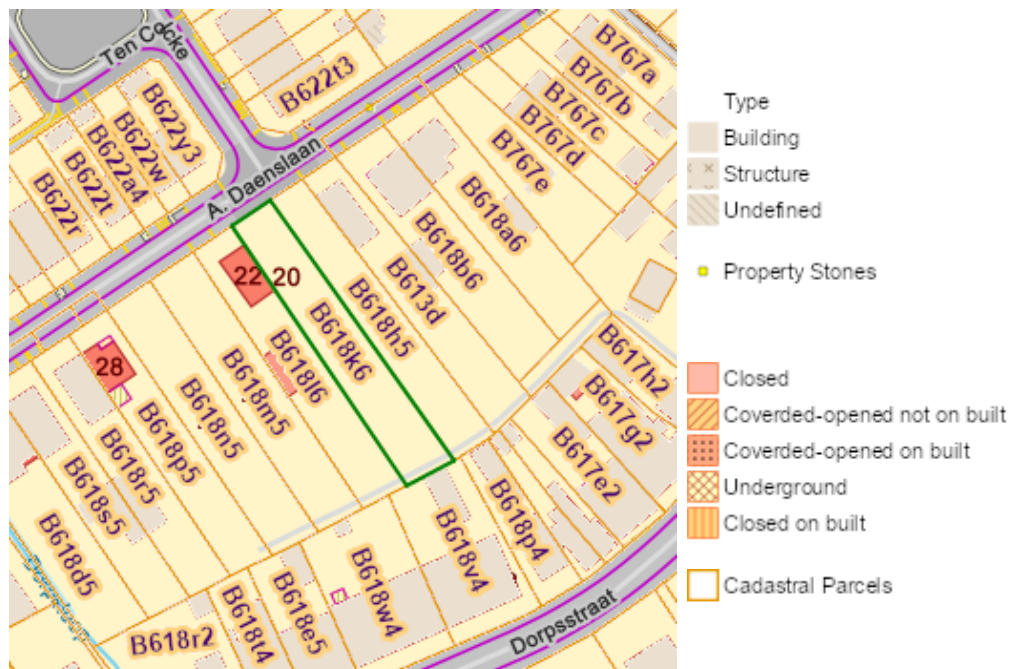 Ten Cocke
B622t3
B767a
B767b
B767c
B767d
B767e
B622y3
B622w
B622a4
B622t
B622r
A. Daenslaan
B618a6
B618b6
B613d
B618h5
B618k6
22
20
B618l6
B618m5
B618n5
B618p5
B618r5
B618s5
B618d5
28
B617h2
B617g2
B617e2
B618p4
B618v4
B618w4
B618e5
B618t4
B618r2
Dorpsstraat
Type
Building
Structure
Undefined
Property Stones
Closed
Coverded-opened not on built
Coverded-opened on built
Underground
Closed on built
Cadastral Parcels